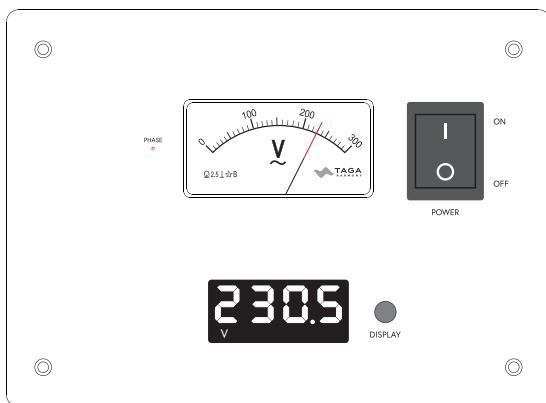 PHASE
0
100
200
300
V
2.5
B
TAGA
HARMONY
ON
OFF
POWER
230.5
V
DISPLAY